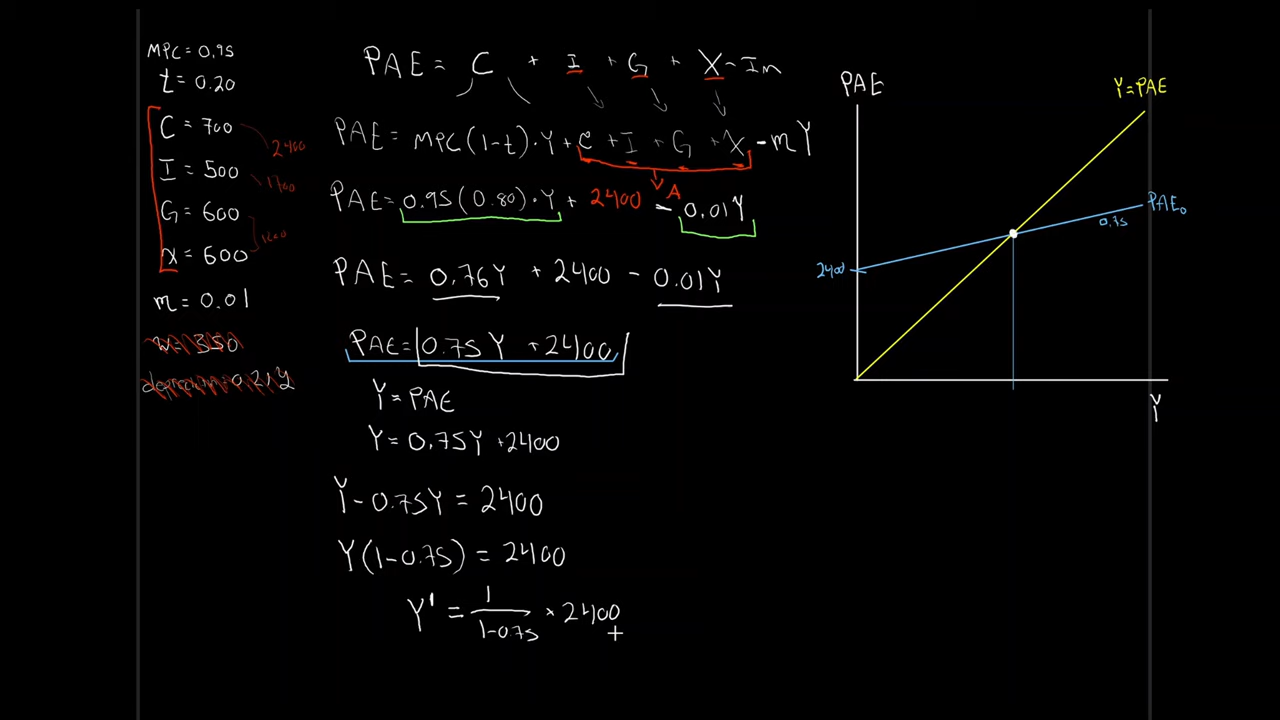 MPC = 0.95
t = 0.20
C = 700
2400
I = 500
1700
G = 600
X = 600
m = 0.01
PAE = C + I + G + X - Im
PAE = MPC(1-t)·Y + C + I + G + X - mY
A
PAE = 0.95(0.80)·Y + 2400 - 0.01Y
PAE = 0.76Y + 2400 - 0.01Y
PAE = 0.75Y + 2400
Y = PAE
Y = 0.75Y + 2400
Y - 0.75Y = 2400
Y(1-0.75) = 2400
Y' = 1/(1-0.75) × 2400
PAE
Y=PAE
PAE₀
0.75
2400
Y